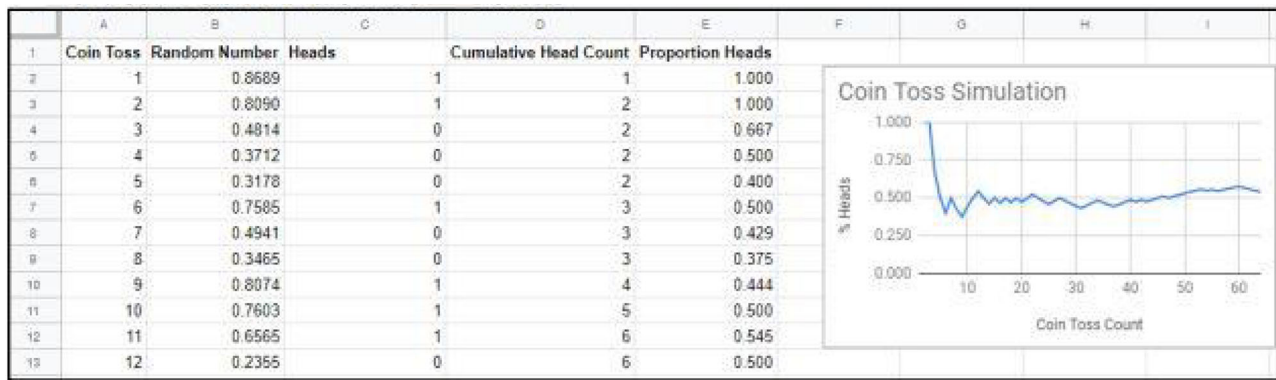 A B C D E F G H I
1 Coin Toss Random Number Heads Cumulative Head Count Proportion Heads
2 1 0.8689 1 1 1.000
3 2 0.8090 1 2 1.000
4 3 0.4814 0 2 0.667
5 4 0.3712 0 2 0.500
6 5 0.3178 0 2 0.400
7 6 0.7585 1 3 0.500
8 7 0.4941 0 3 0.429
9 8 0.3465 0 3 0.375
10 9 0.8074 1 4 0.444
11 10 0.7603 1 5 0.500
12 11 0.6565 1 6 0.545
13 12 0.2355 0 6 0.500
Coin Toss Simulation
% Heads
1.000
0.750
0.500
0.250
0.000
10 20 30 40 50 60
Coin Toss Count